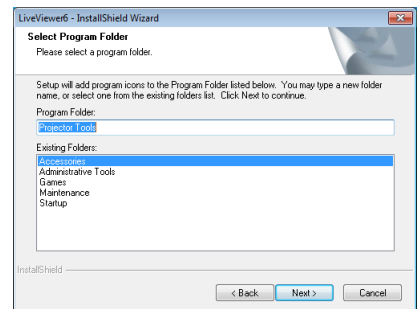 LiveViewer6 - InstallShield Wizard
Select Program Folder
Please select a program folder.
Setup will add program icons to the Program Folder listed below. You may type a new folder
name, or select one from the existing folders list. Click Next to continue.
Program Folder:
Projector Tools
Existing Folders:
Accessories
Administrative Tools
Games
Maintenance
Startup
InstallShield
< Back Next > Cancel